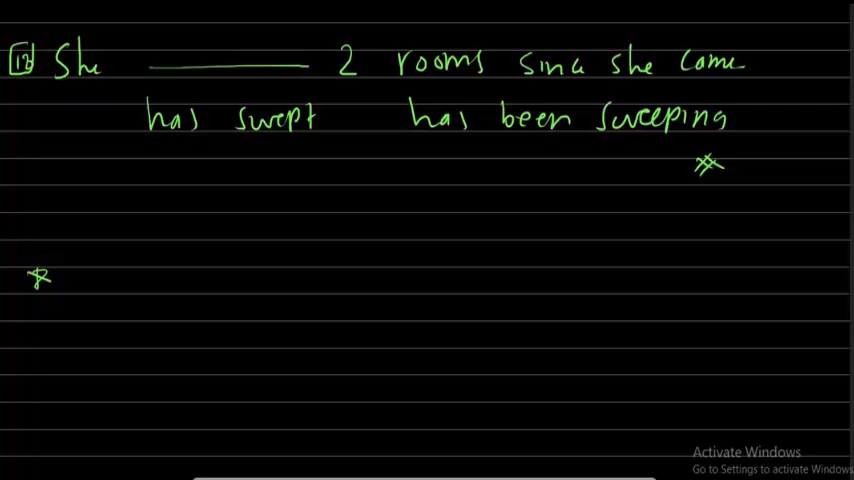 12 She ________ 2 rooms since she came
has swept has been sweeping
Activate Windows
Go to Settings to activate Windows